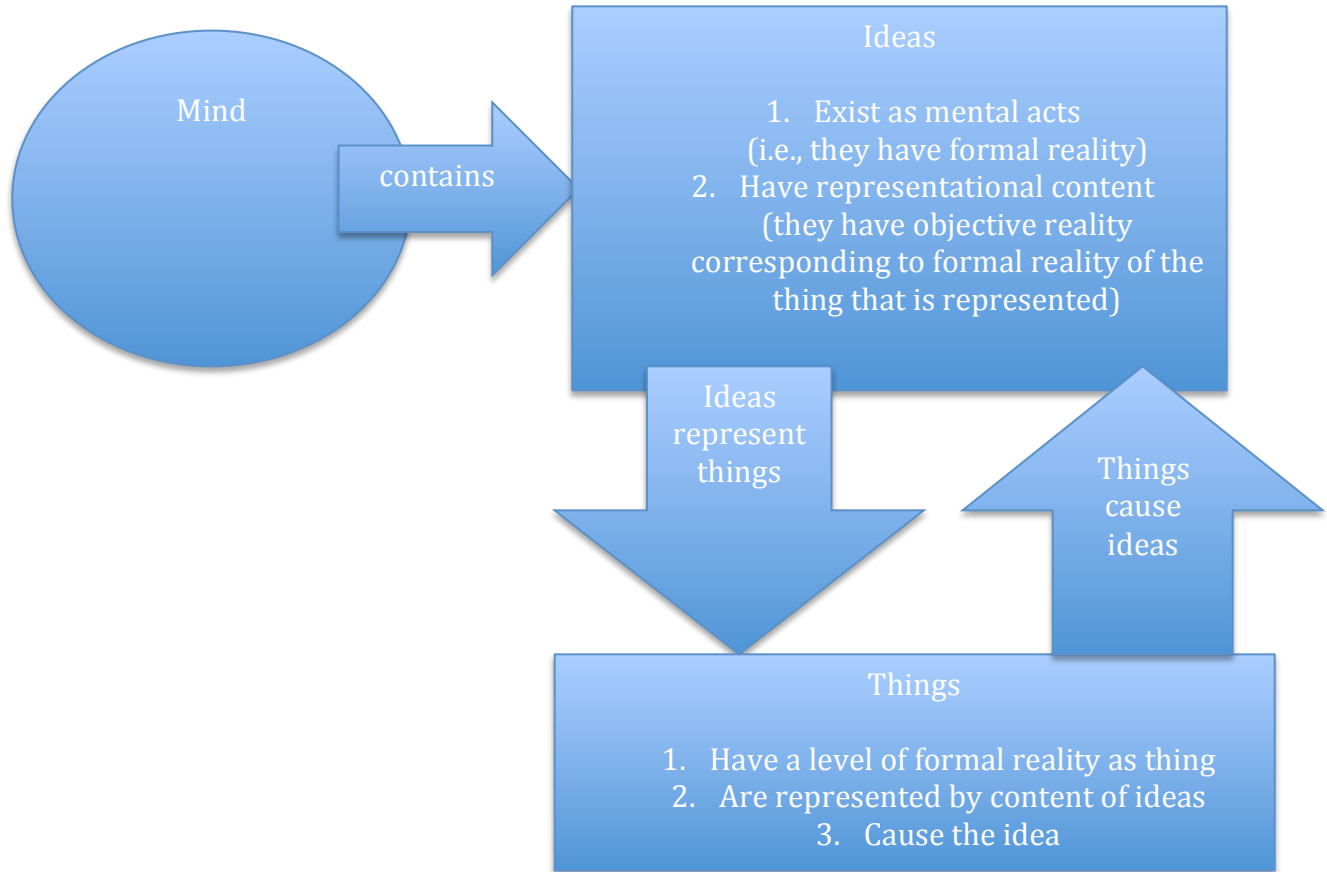 Mind
contains
Ideas
1. Exist as mental acts
(i.e., they have formal reality)
2. Have representational content
(they have objective reality
corresponding to formal reality of the
thing that is represented)
Ideas
represent
things
Things
cause
ideas
Things
1. Have a level of formal reality as thing
2. Are represented by content of ideas
3. Cause the idea